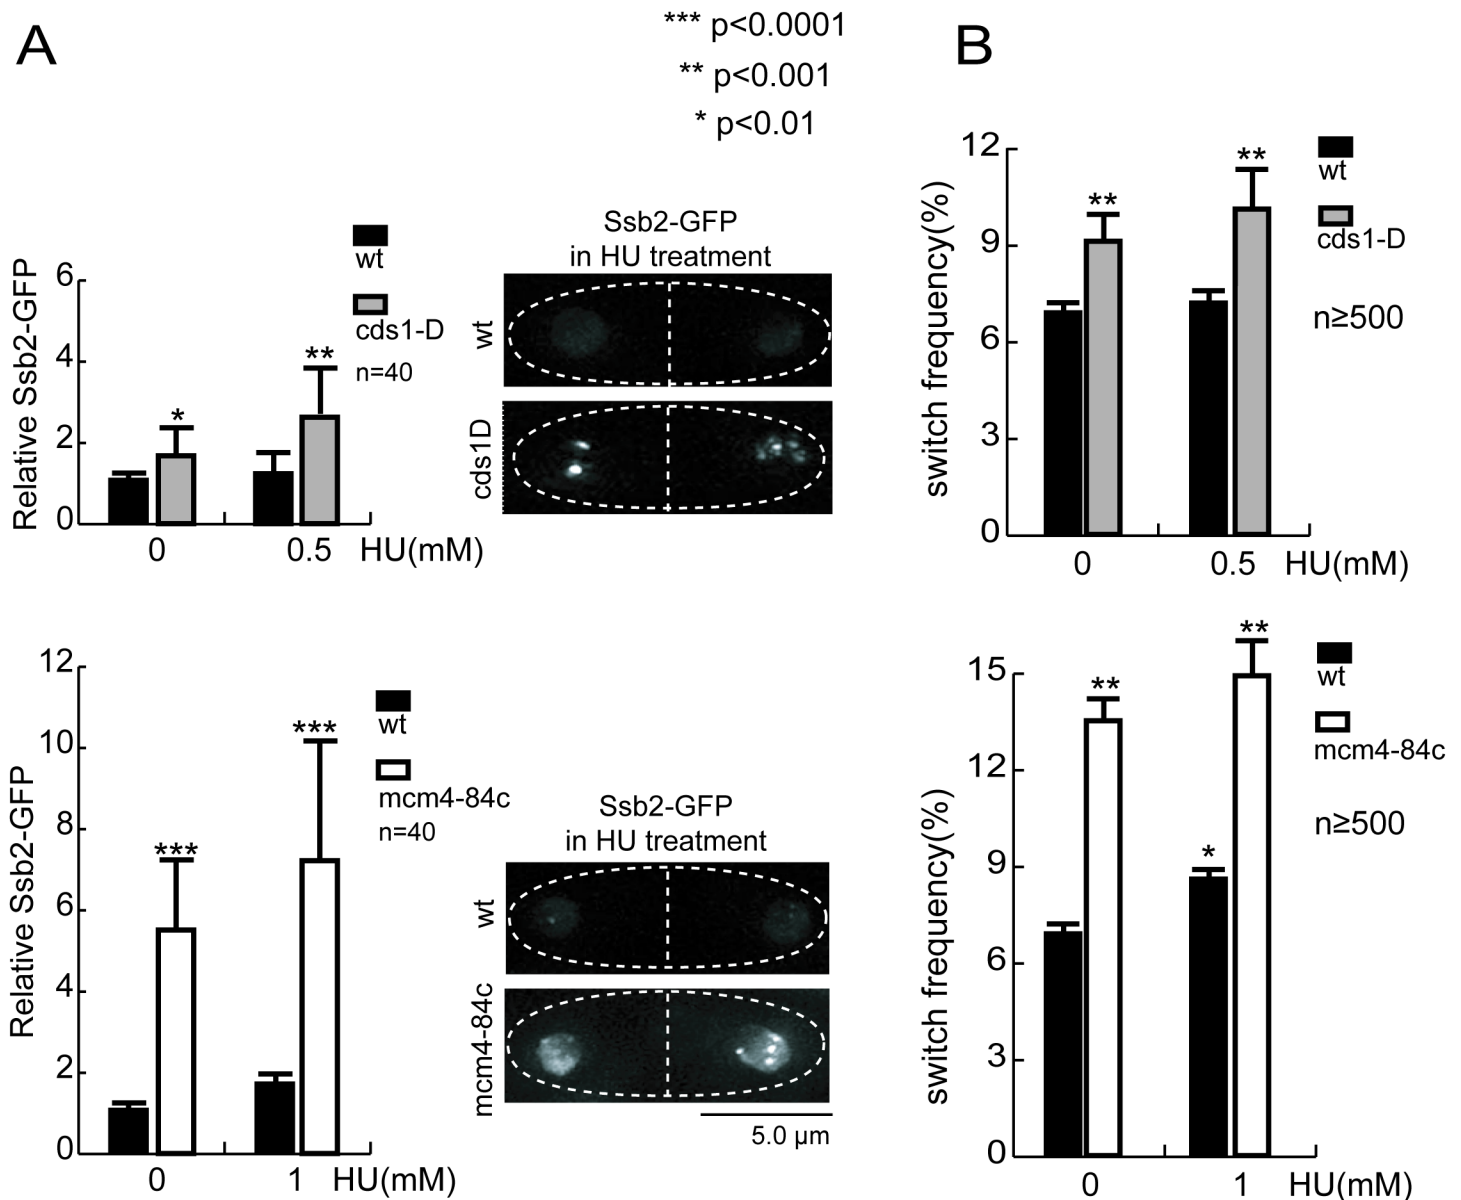 A
*** p<0.0001
** p<0.001
* p<0.01
B
Relative Ssb2-GFP
6
4
2
0
wt
cds1-D
n=40
*
**
0
0.5
HU(mM)
Ssb2-GFP
in HU treatment
wt
cds1D
switch frequency(%)
12
9
6
3
0
**
**
wt
cds1-D
n≥500
0
0.5
HU(mM)
Relative Ssb2-GFP
12
10
8
6
4
2
0
***
***
wt
mcm4-84c
n=40
0
1
HU(mM)
Ssb2-GFP
in HU treatment
wt
mcm4-84c
5.0 μm
switch frequency(%)
15
12
9
6
3
0
**
*
**
wt
mcm4-84c
n≥500
0
1
HU(mM)